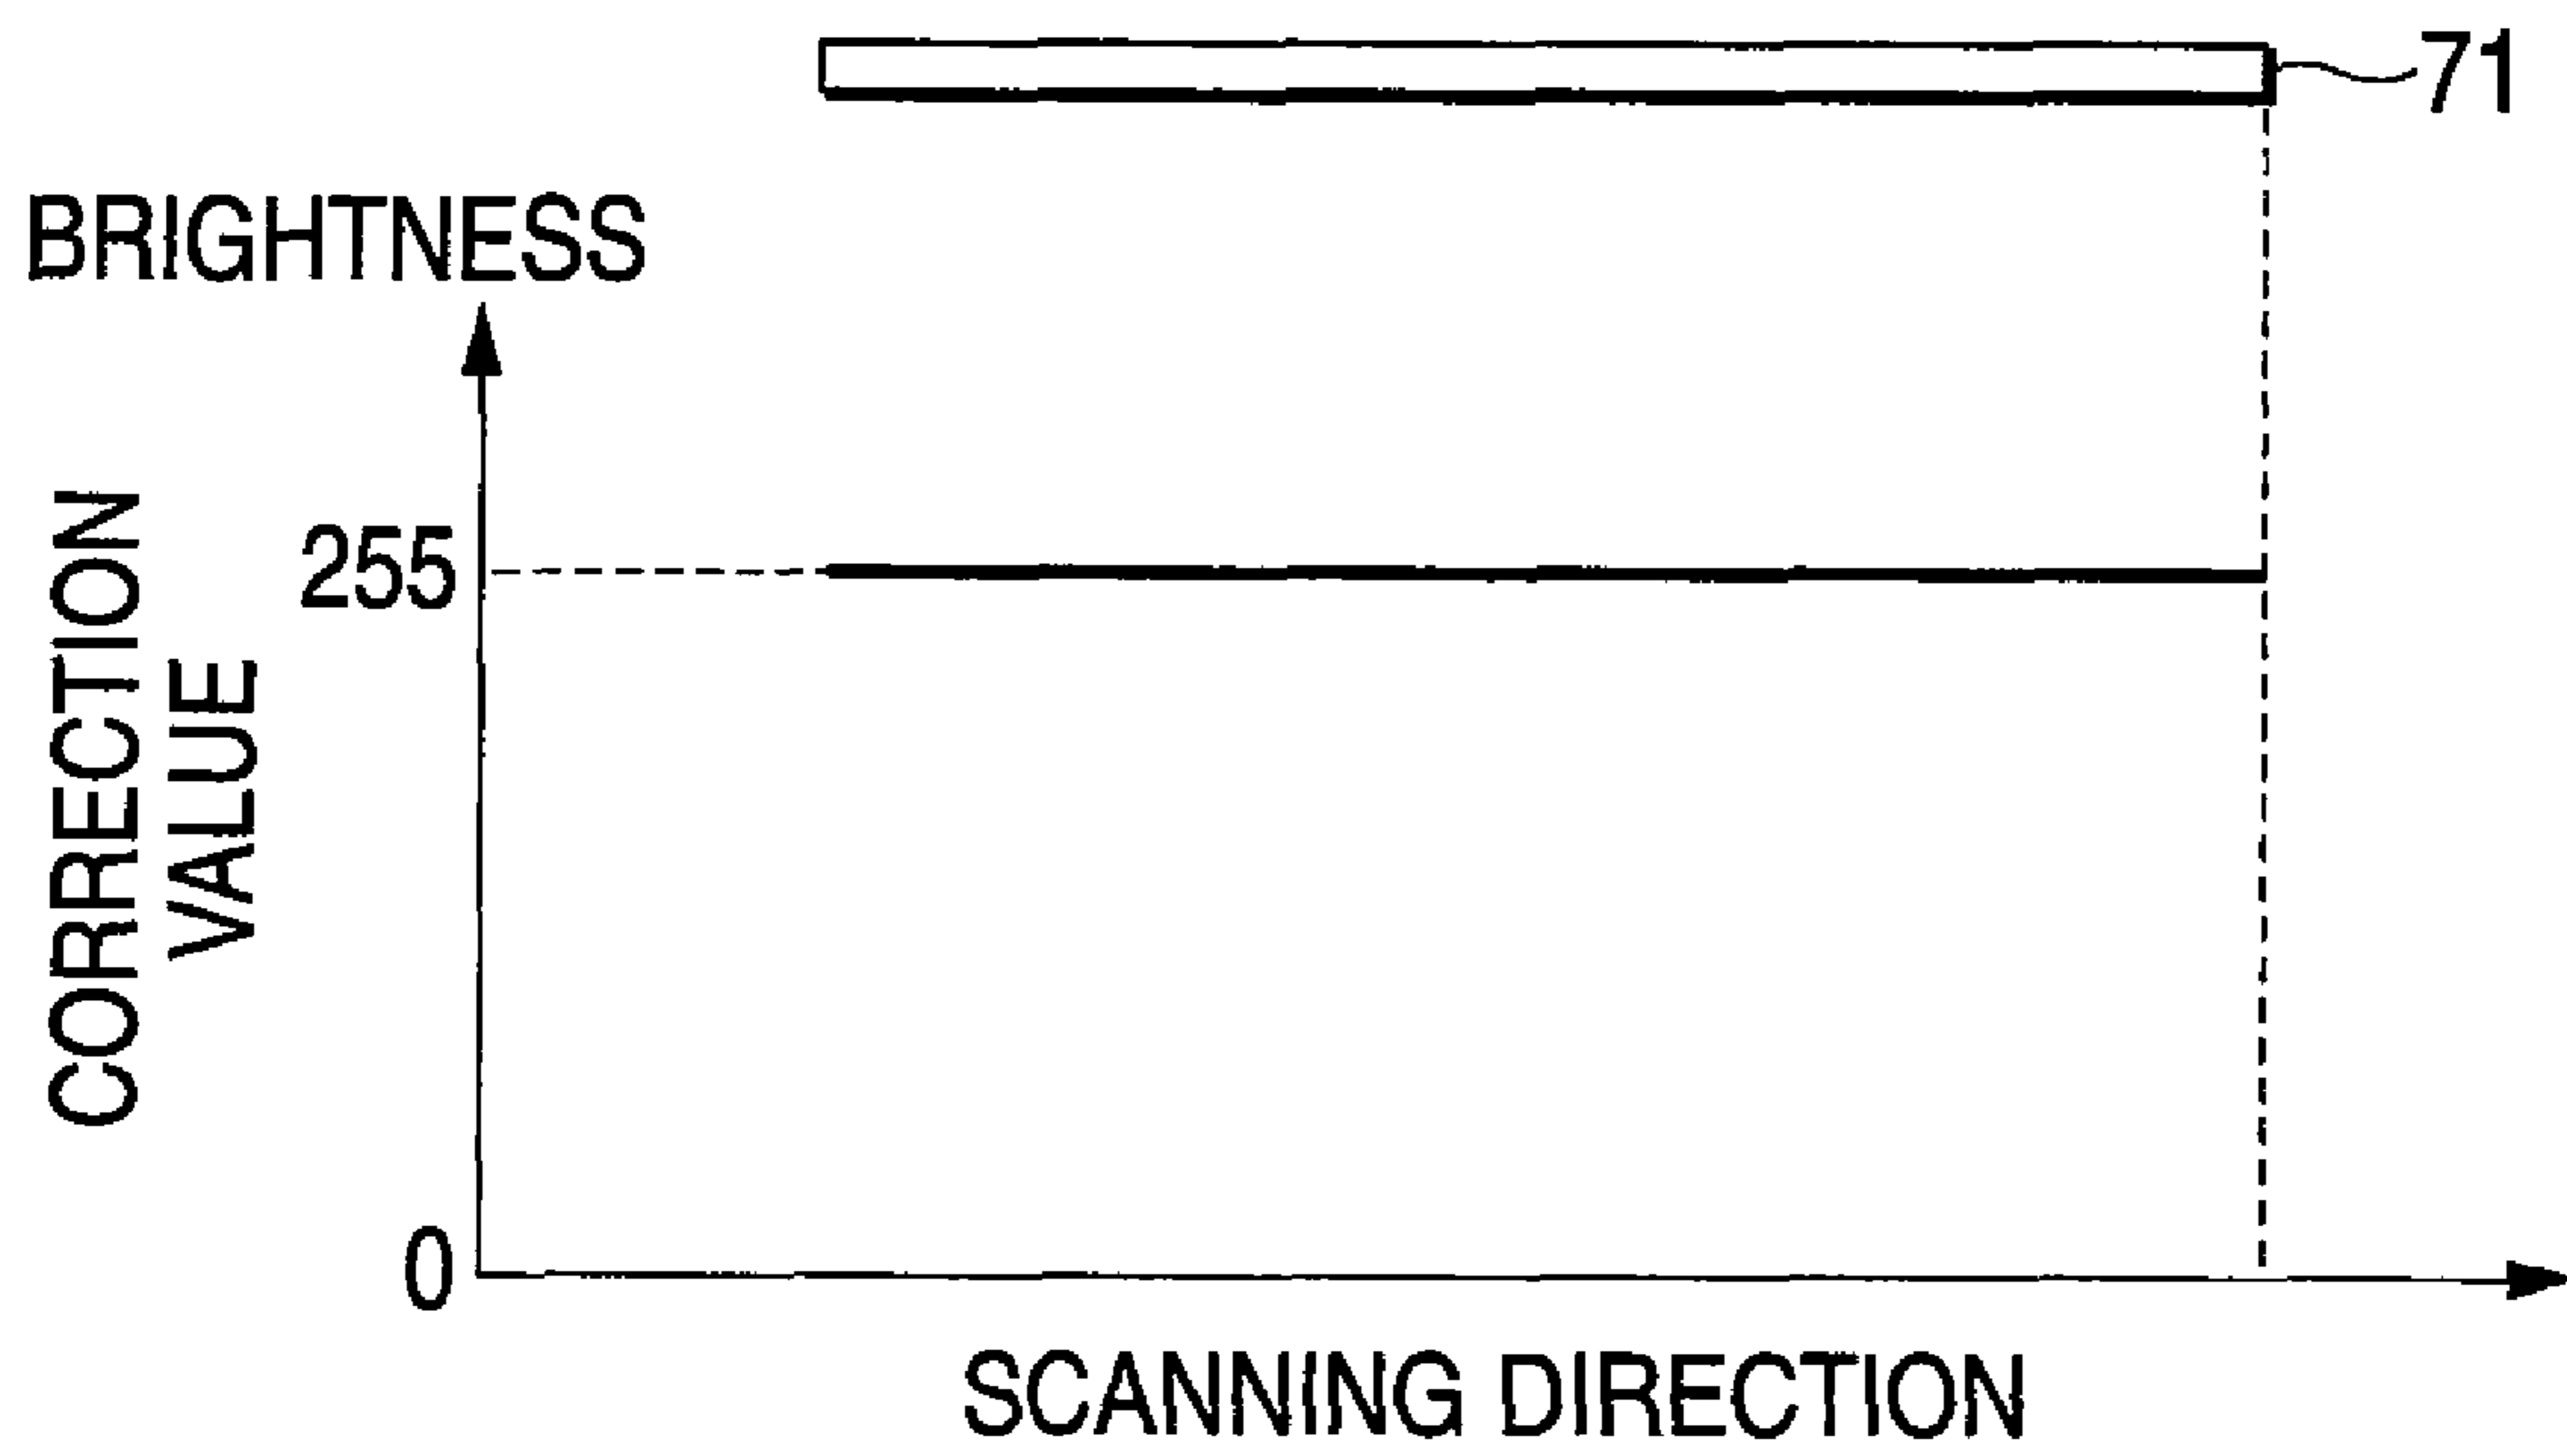 71
BRIGHTNESS
CORRECTION
VALUE
255
0
SCANNING DIRECTION